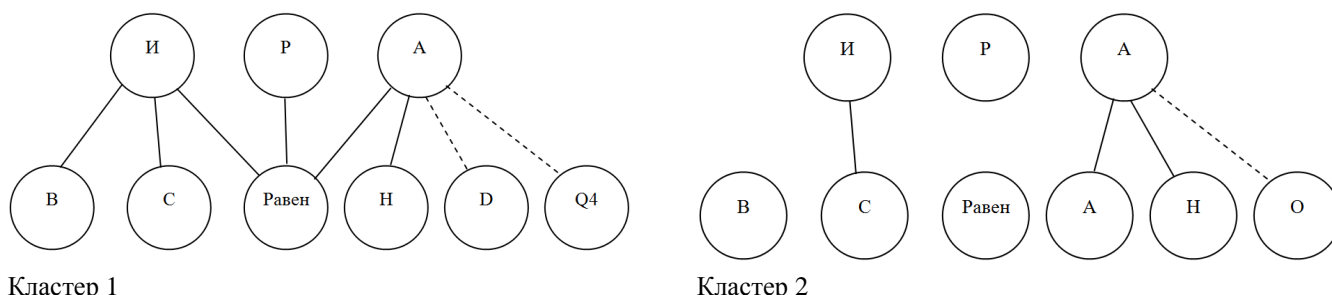 И Р А
В С Равен Н D Q4
Кластер 1
И Р А
В С Равен А Н О
Кластер 2